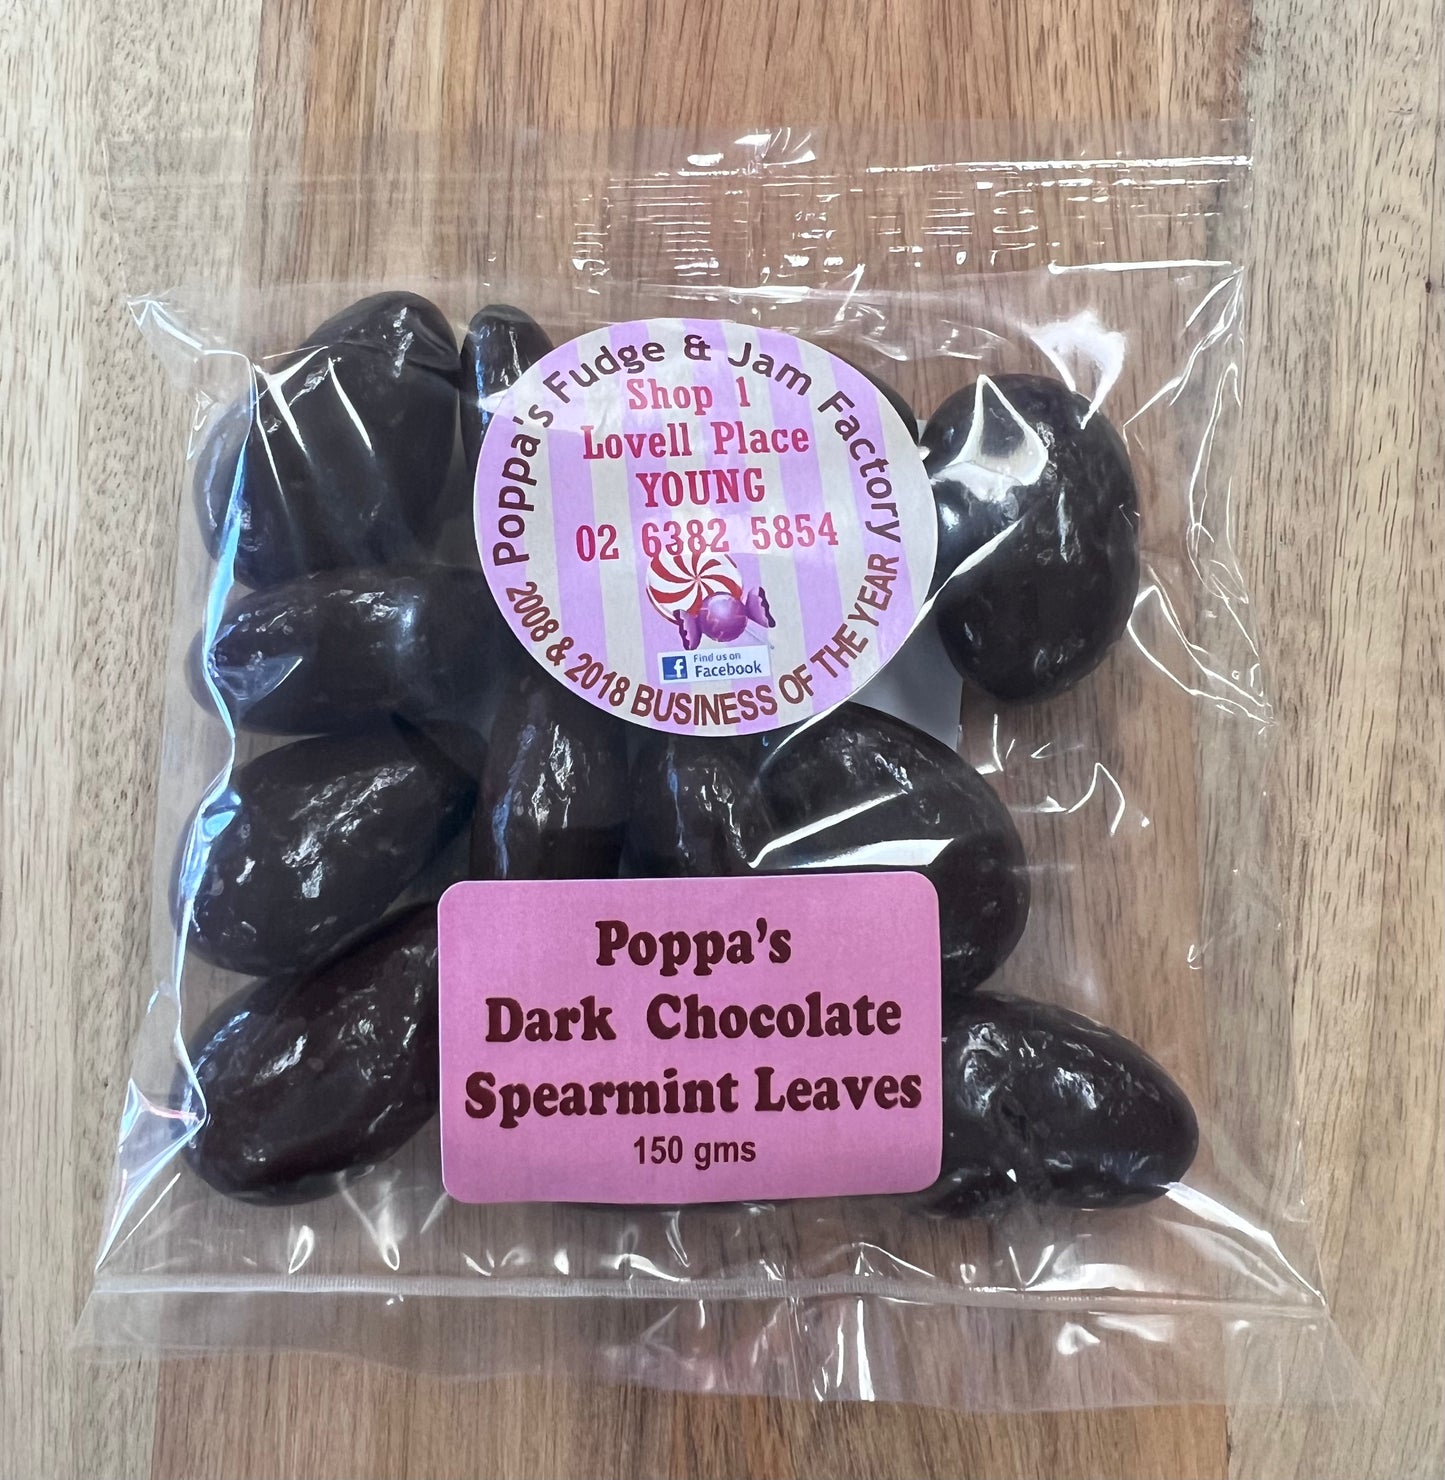 Poppa's Fudge & Jam Factory
Shop 1
Lovell Place
YOUNG
02 6382 5854
f Find us on
Facebook
2008 & 2018 BUSINESS OF THE YEAR
Poppa's
Dark Chocolate
Spearmint Leaves
150 gms